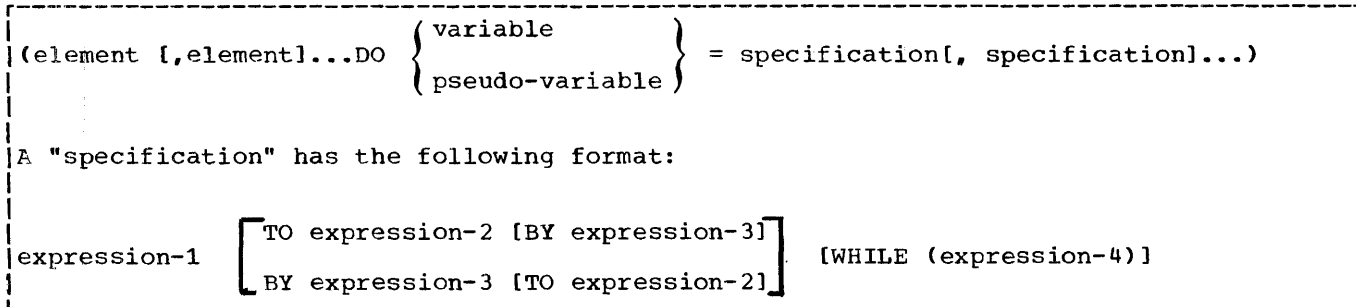 variable
(element [,element]...DO { } = specification[, specification]...)
pseudo-variable
A "specification" has the following format:
TO expression-2 [BY expression-3]
expression-1 [ ] [WHILE (expression-4)]
BY expression-3 [TO expression-2]